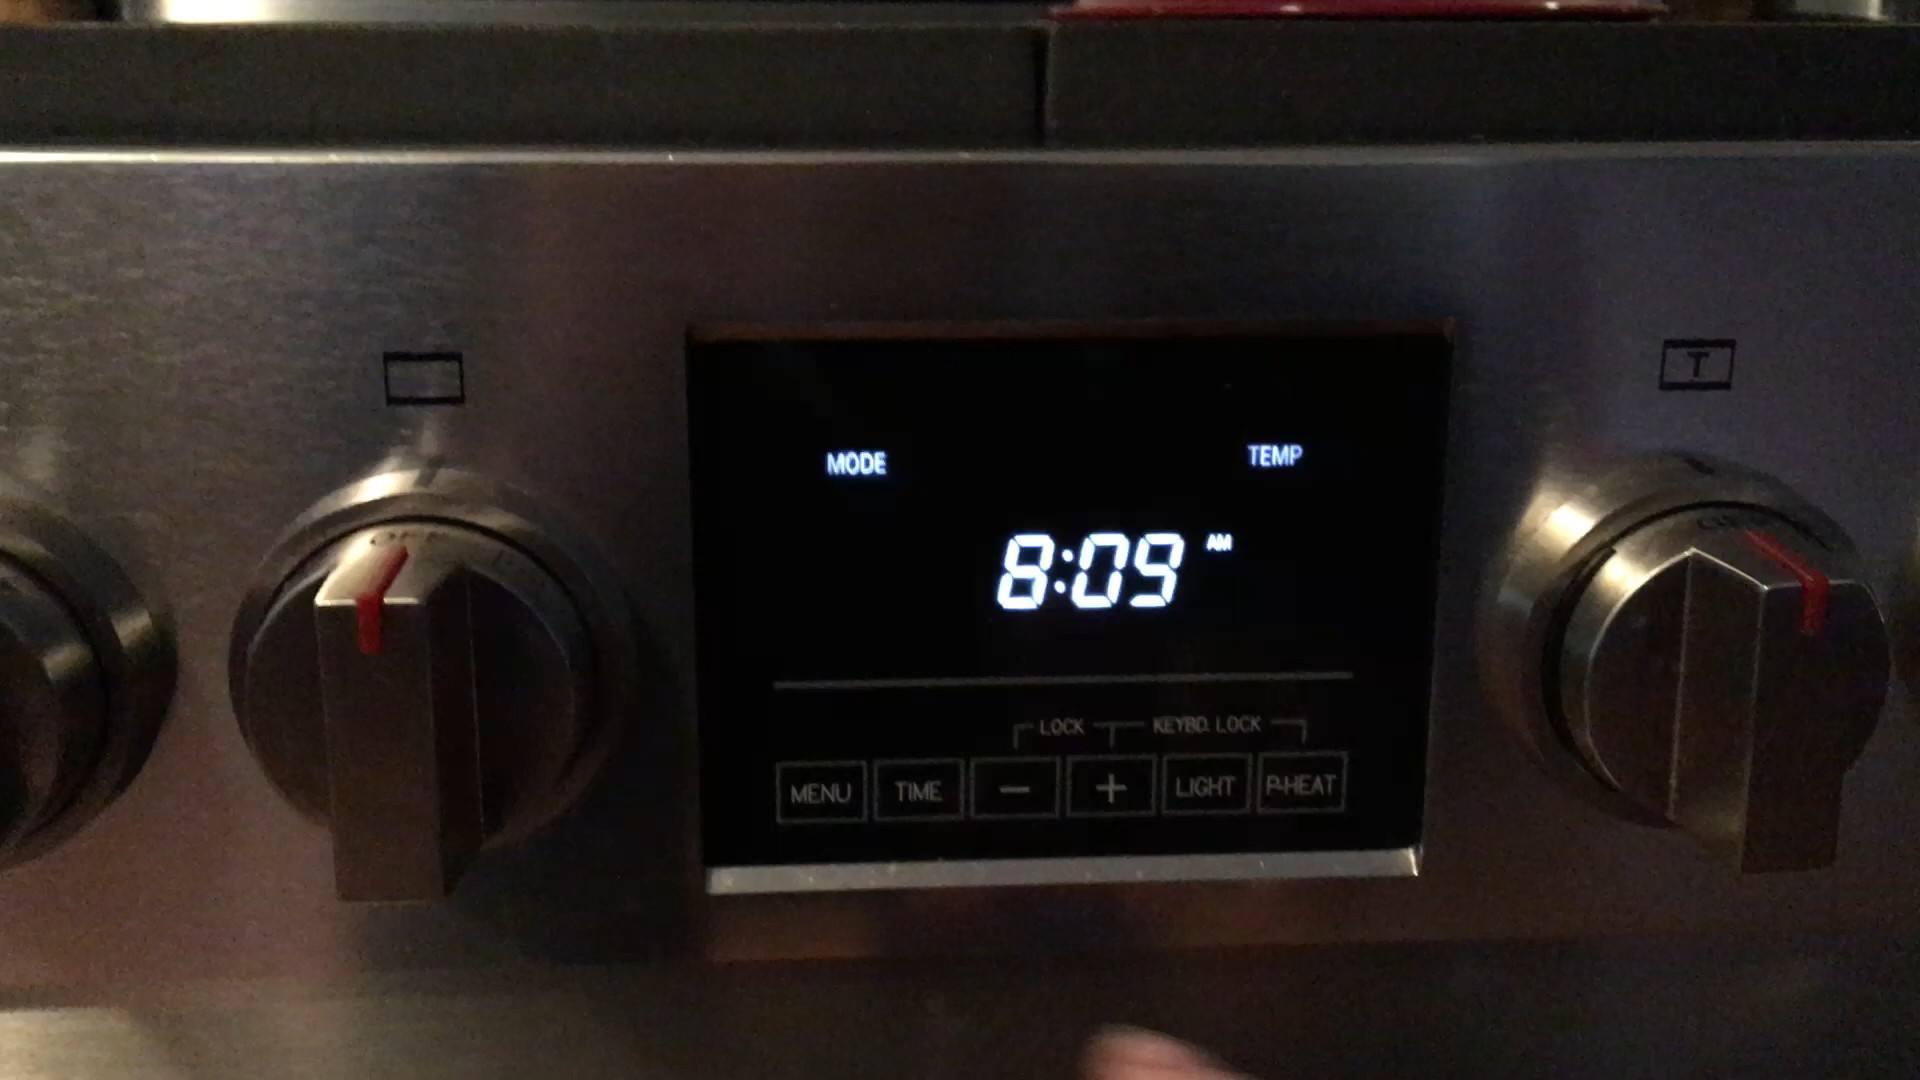 T
MODE TEMP
8:09 AM
LOCK KEYBD. LOCK
MENU TIME − + LIGHT P-HEAT